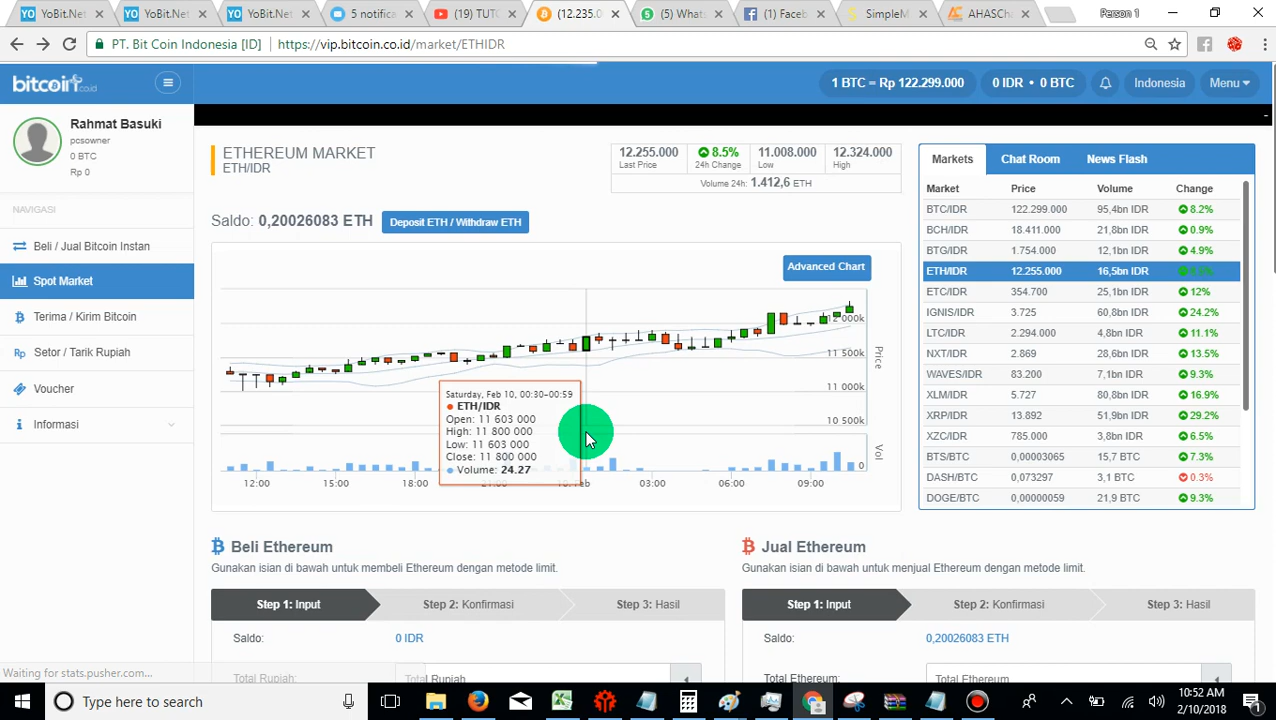 YoBit.Net
YoBit.Net
YoBit.Net
5 notifica
(19) TUTO
(12.235.0
(5) Whats
(1) Faceb
SimpleM
AHASCha
Person 1
PT. Bit Coin Indonesia [ID]
https://vip.bitcoin.co.id/market/ETHIDR
bitcoin.co.id
1 BTC = Rp 122.299.000
0 IDR • 0 BTC
Indonesia
Menu
Rahmat Basuki
pcsowner
0 BTC
Rp 0
NAVIGASI
Beli / Jual Bitcoin Instan
Spot Market
Terima / Kirim Bitcoin
Rp Setor / Tarik Rupiah
Voucher
Informasi
ETHEREUM MARKET
ETH/IDR
12.255.000
Last Price
8.5%
24h Change
11.008.000
Low
12.324.000
High
Volume 24h: 1.412,6 ETH
Saldo: 0,20026083 ETH
Deposit ETH / Withdraw ETH
Advanced Chart
12 000k
11 500k
11 000k
10 500k
0
Price
Vol
Saturday, Feb 10, 00:30-00:59
ETH/IDR
Open: 11 603 000
High: 11 800 000
Low: 11 603 000
Close: 11 800 000
Volume: 24.27
12:00 15:00 18:00 21:00 10. Feb 03:00 06:00 09:00
Markets
Chat Room
News Flash
Market Price Volume Change
BTC/IDR 122.299.000 95,4bn IDR 8.2%
BCH/IDR 18.411.000 21,8bn IDR 0.9%
BTG/IDR 1.754.000 12,1bn IDR 4.9%
ETH/IDR 12.255.000 16,5bn IDR
ETC/IDR 354.700 25,1bn IDR 12%
IGNIS/IDR 3.725 60,8bn IDR 24.2%
LTC/IDR 2.294.000 4,8bn IDR 11.1%
NXT/IDR 2.869 28,6bn IDR 13.5%
WAVES/IDR 83.200 7,1bn IDR 9.3%
XLM/IDR 5.727 80,8bn IDR 16.9%
XRP/IDR 13.892 51,9bn IDR 29.2%
XZC/IDR 785.000 3,8bn IDR 6.5%
BTS/BTC 0,00003065 15,7 BTC 7.3%
DASH/BTC 0,073297 3,1 BTC 0.3%
DOGE/BTC 0,00000059 21,9 BTC 9.3%
Beli Ethereum
Gunakan isian di bawah untuk membeli Ethereum dengan metode limit.
Step 1: Input
Step 2: Konfirmasi
Step 3: Hasil
Saldo: 0 IDR
Total Rupiah: Total Rupiah
Jual Ethereum
Gunakan isian di bawah untuk menjual Ethereum dengan metode limit.
Step 1: Input
Step 2: Konfirmasi
Step 3: Hasil
Saldo: 0,20026083 ETH
Total Ethereum: Total Ethereum
Waiting for stats.pusher.com...
Type here to search
10:52 AM
2/10/2018